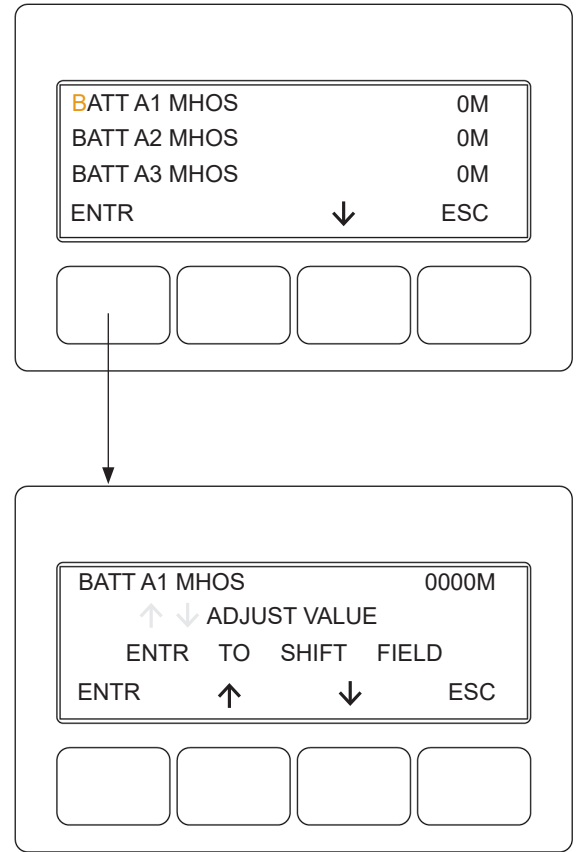 BATT A1 MHOS 0M
BATT A2 MHOS 0M
BATT A3 MHOS 0M
ENTR ↓ ESC
BATT A1 MHOS 0000M
↑ ↓ ADJUST VALUE
ENTR TO SHIFT FIELD
ENTR ↑ ↓ ESC